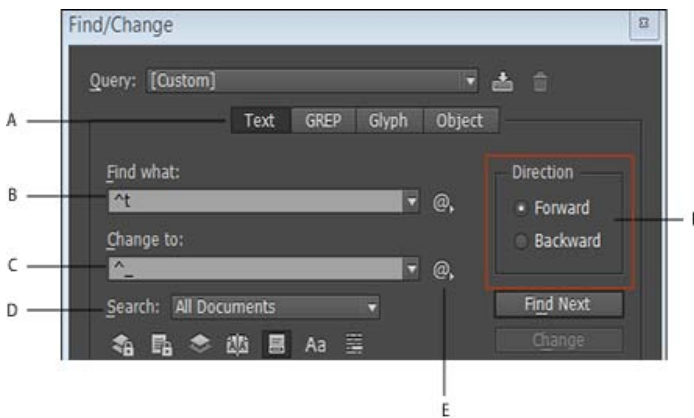 Find/Change
Query: [Custom]
A
Text GREP Glyph Object
Find what:
Direction
B
^t
@
Forward
Backward
Change to:
C
^_
@
D
Search: All Documents
Find Next
Aa
Change
E